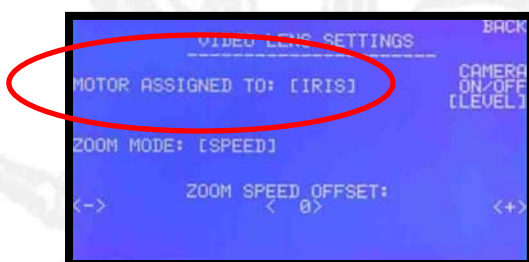 BACK
VIDEO LENS SETTINGS
MOTOR ASSIGNED TO: [IRIS]
CAMERA
ON/OFF
[LEVEL]
ZOOM MODE: [SPEED]
ZOOM SPEED OFFSET:
<-> < 0> <+>